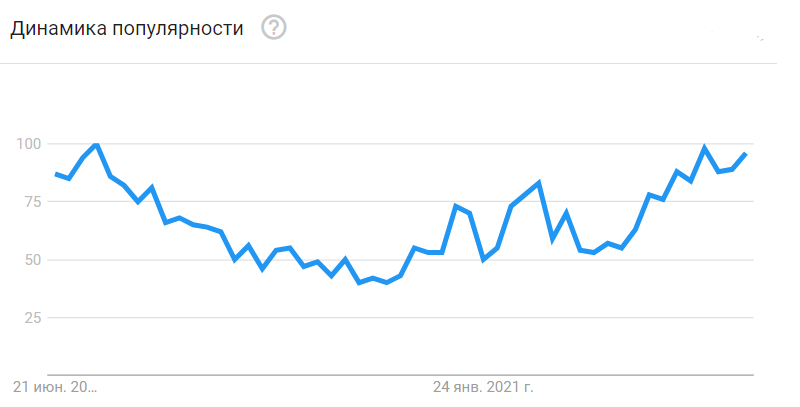 Динамика популярности ?
100
75
50
25
21 июн. 20...
24 янв. 2021 г.